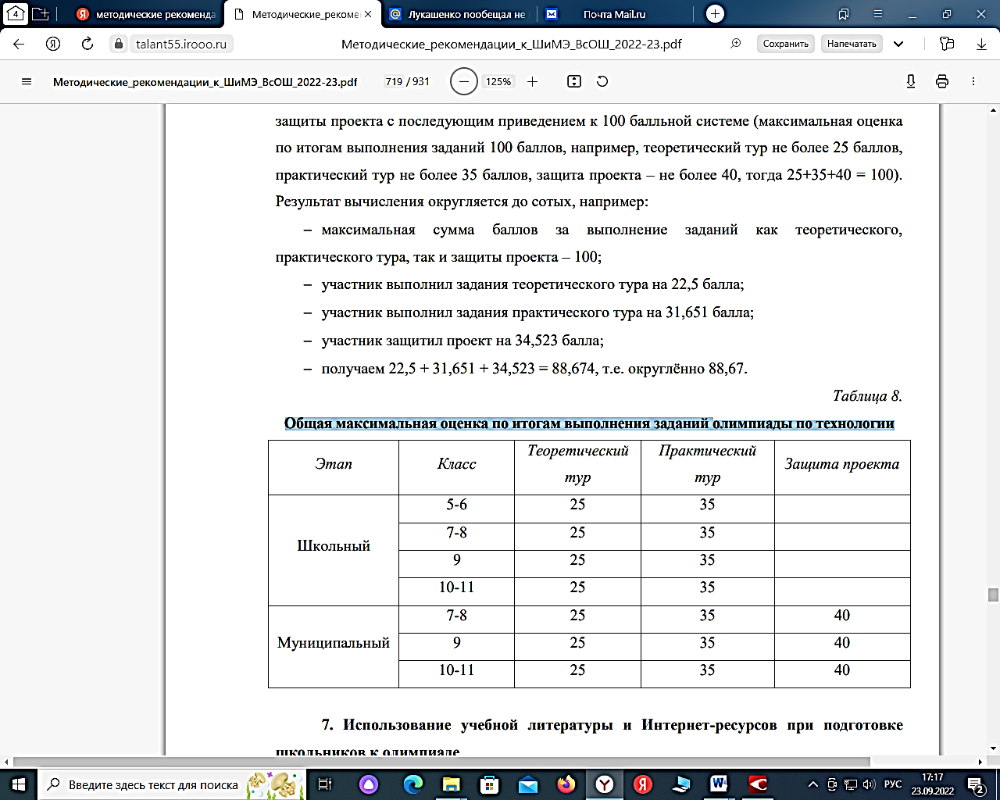 4
методические рекоменда
Методические_рекоме
Лукашенко пообещал не
Почта Mail.ru
talant55.irooo.ru
Методические_рекомендации_к_ШиМЭ_ВсОШ_2022-23.pdf
Сохранить
Напечатать
Методические_рекомендации_к_ШиМЭ_ВсОШ_2022-23.pdf
719 / 931
125%
защиты проекта с последующим приведением к 100 балльной системе (максимальная оценка
по итогам выполнения заданий 100 баллов, например, теоретический тур не более 25 баллов,
практический тур не более 35 баллов, защита проекта – не более 40, тогда 25+35+40 = 100).
Результат вычисления округляется до сотых, например:
– максимальная сумма баллов за выполнение заданий как теоретического,
практического тура, так и защиты проекта – 100;
– участник выполнил задания теоретического тура на 22,5 балла;
– участник выполнил задания практического тура на 31,651 балла;
– участник защитил проект на 34,523 балла;
– получаем 22,5 + 31,651 + 34,523 = 88,674, т.е. округлённо 88,67.
Таблица 8.
Общая максимальная оценка по итогам выполнения заданий олимпиады по технологии
Этап Класс Теоретический тур Практический тур Защита проекта
Школьный
5-6 25 35
7-8 25 35
9 25 35
10-11 25 35
Муниципальный
7-8 25 35 40
9 25 35 40
10-11 25 35 40
7. Использование учебной литературы и Интернет-ресурсов при подготовке
школьников к олимпиаде
Введите здесь текст для поиска
РУС
17:17
23.09.2022
2